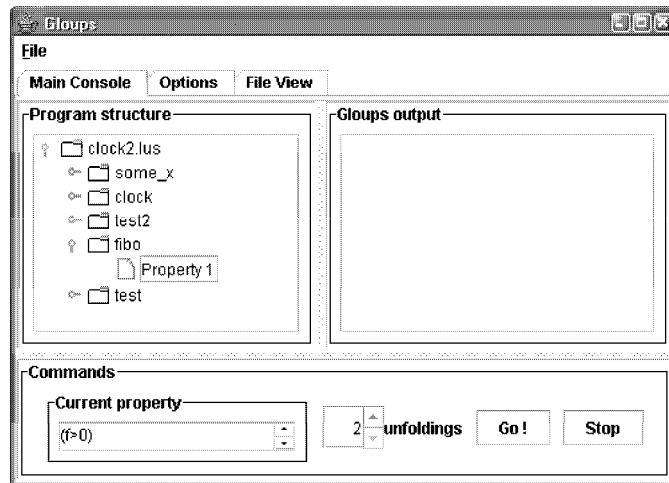 Gloups
File
Main Console Options File View
Program structure
Gloups output
clock2.lus
some_x
clock
test2
fibo
Property 1
test
Commands
Current property
(f>0)
2 unfoldings Go ! Stop